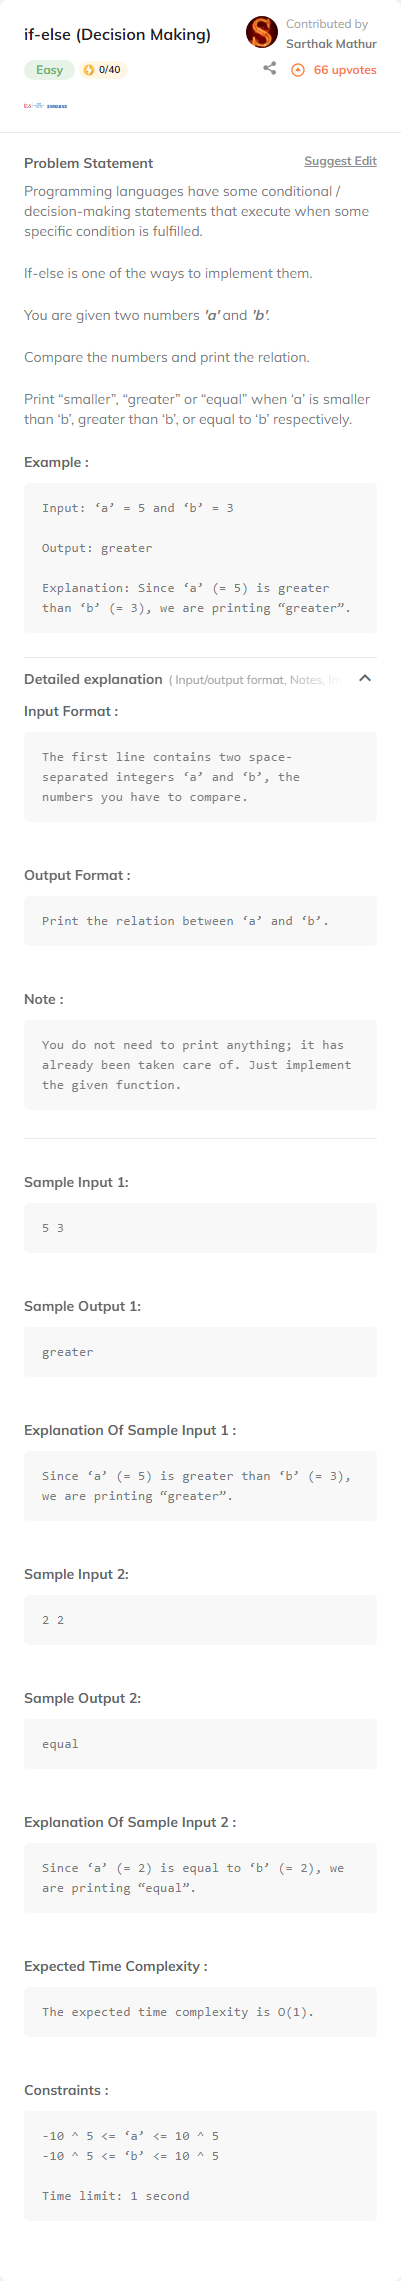 if-else (Decision Making)
Contributed by
Sarthak Mathur
Easy
0/40
66 upvotes
SAMSUNG
Problem Statement
Suggest Edit
Programming languages have some conditional /
decision-making statements that execute when some
specific condition is fulfilled.
If-else is one of the ways to implement them.
You are given two numbers 'a' and 'b'.
Compare the numbers and print the relation.
Print “smaller”, “greater” or “equal” when ‘a’ is smaller
than ‘b’, greater than ‘b’, or equal to ‘b’ respectively.
Example :
Input: ‘a’ = 5 and ‘b’ = 3
Output: greater
Explanation: Since ‘a’ (= 5) is greater
than ‘b’ (= 3), we are printing “greater”.
Detailed explanation ( Input/output format, Notes, Im
Input Format :
The first line contains two space-
separated integers ‘a’ and ‘b’, the
numbers you have to compare.
Output Format :
Print the relation between ‘a’ and ‘b’.
Note :
You do not need to print anything; it has
already been taken care of. Just implement
the given function.
Sample Input 1:
5 3
Sample Output 1:
greater
Explanation Of Sample Input 1 :
Since ‘a’ (= 5) is greater than ‘b’ (= 3),
we are printing “greater”.
Sample Input 2:
2 2
Sample Output 2:
equal
Explanation Of Sample Input 2 :
Since ‘a’ (= 2) is equal to ‘b’ (= 2), we
are printing “equal”.
Expected Time Complexity :
The expected time complexity is O(1).
Constraints :
-10 ^ 5 <= ‘a’ <= 10 ^ 5
-10 ^ 5 <= ‘b’ <= 10 ^ 5
Time limit: 1 second